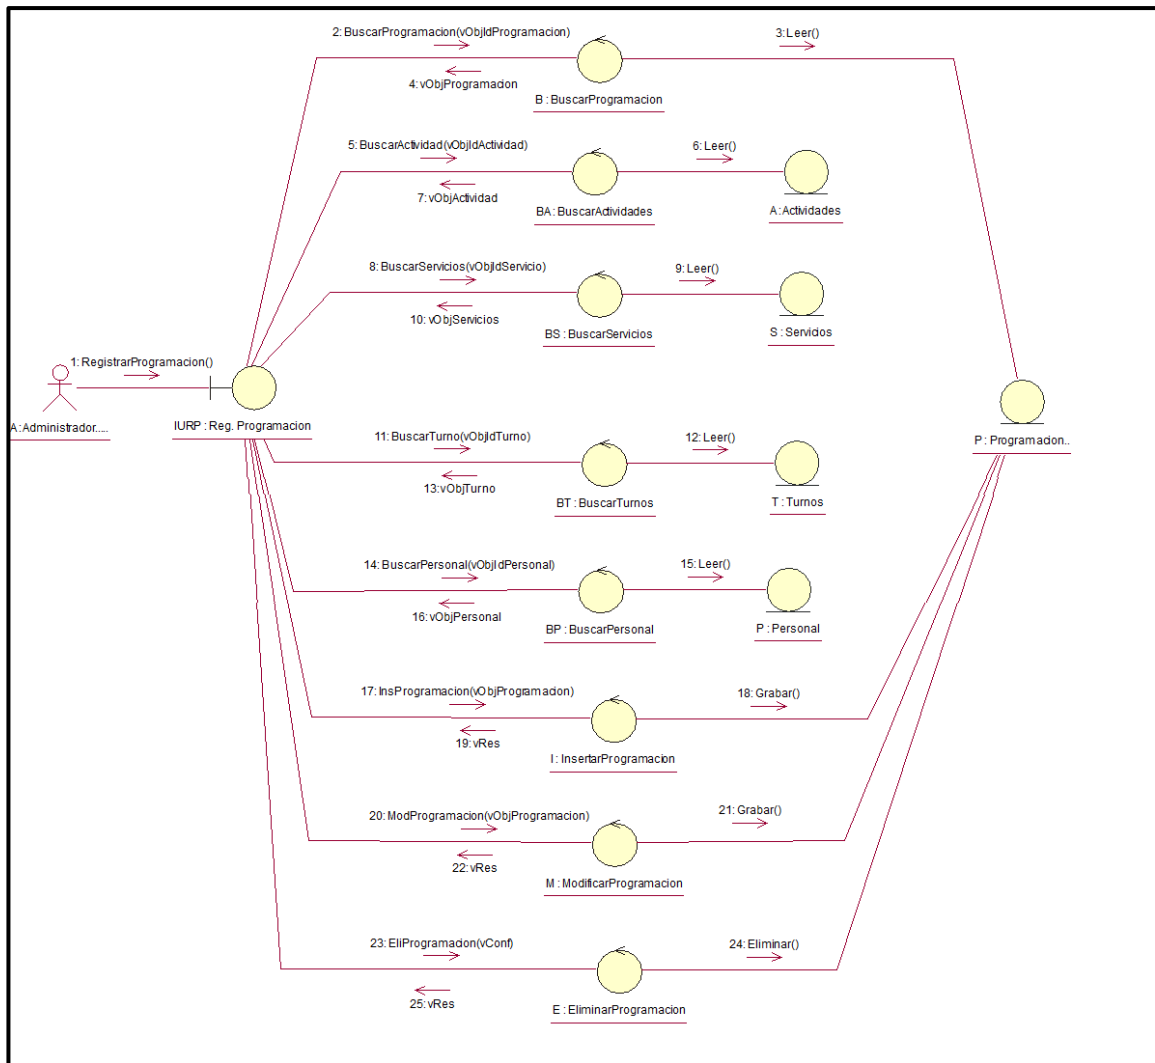 2: BuscarProgramacion(vObjIdProgramacion)
3: Leer()
4: vObjProgramacion
B : BuscarProgramacion
5: BuscarActividad(vObjIdActividad)
6: Leer()
7: vObjActividad
BA : BuscarActividades
A : Actividades
8: BuscarServicios(vObjIdServicio)
9: Leer()
10: vObjServicios
BS : BuscarServicios
S : Servicios
1: RegistrarProgramacion()
A : Administrador.....
IURP : Reg. Programacion
P : Programacion..
11: BuscarTurno(vObjIdTurno)
12: Leer()
13: vObjTurno
BT : BuscarTurnos
T : Turnos
14: BuscarPersonal(vObjIdPersonal)
15: Leer()
16: vObjPersonal
BP : BuscarPersonal
P : Personal
17: InsProgramacion(vObjProgramacion)
18: Grabar()
19: vRes
I : InsertarProgramacion
20: ModProgramacion(vObjProgramacion)
21: Grabar()
22: vRes
M : ModificarProgramacion
23: EliProgramacion(vConf)
24: Eliminar()
25: vRes
E : EliminarProgramacion